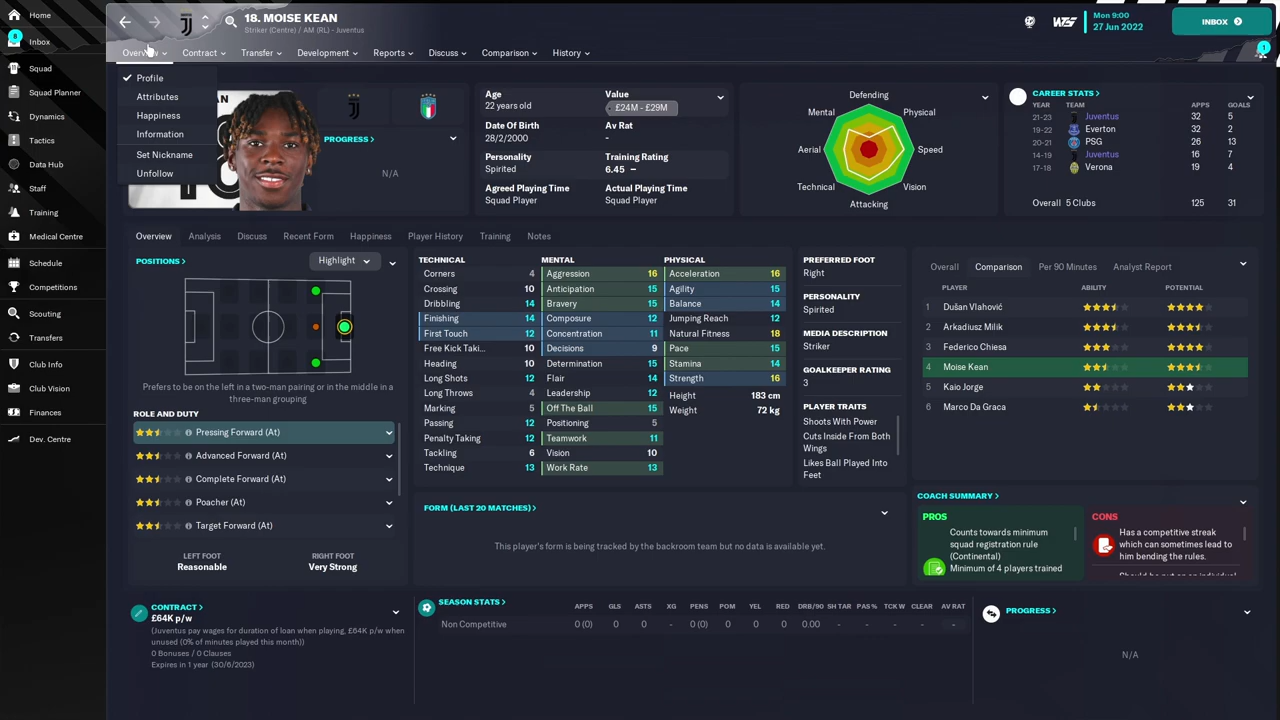 Home
8
Inbox
Squad
Squad Planner
Dynamics
Tactics
Data Hub
Staff
Training
Medical Centre
Schedule
Competitions
Scouting
Transfers
Club Info
Club Vision
Finances
Dev. Centre
18. MOISE KEAN
Striker (Centre) / AM (RL) - Juventus
Mon 9:00
27 Jun 2022
INBOX
1
Overview
Contract
Transfer
Development
Reports
Discuss
Comparison
History
Profile
Attributes
Happiness
Information
Set Nickname
Unfollow
PROGRESS >
N/A
Age
22 years old
Date Of Birth
28/2/2000
Personality
Spirited
Agreed Playing Time
Squad Player
Value
£24M - £29M
Av Rat
-
Training Rating
6.45 -
Actual Playing Time
Squad Player
Defending
Mental Physical
Aerial Speed
Technical Vision
Attacking
CAREER STATS >
YEAR TEAM APPS GOALS
21-23 Juventus 32 5
19-22 Everton 32 2
20-21 PSG 26 13
14-19 Juventus 16 7
17-18 Verona 19 4
Overall 5 Clubs 125 31
Overview Analysis Discuss Recent Form Happiness Player History Training Notes
POSITIONS >
Highlight
Prefers to be on the left in a two-man pairing or in the middle in a
three-man grouping
ROLE AND DUTY
Pressing Forward (At)
Advanced Forward (At)
Complete Forward (At)
Poacher (At)
Target Forward (At)
LEFT FOOT RIGHT FOOT
Reasonable Very Strong
TECHNICAL
Corners 4
Crossing 10
Dribbling 14
Finishing 14
First Touch 12
Free Kick Taki... 10
Heading 10
Long Shots 12
Long Throws 4
Marking 5
Passing 12
Penalty Taking 12
Tackling 6
Technique 13
MENTAL
Aggression 16
Anticipation 15
Bravery 15
Composure 12
Concentration 11
Decisions 9
Determination 15
Flair 14
Leadership 12
Off The Ball 15
Positioning 5
Teamwork 11
Vision 10
Work Rate 13
PHYSICAL
Acceleration 16
Agility 15
Balance 14
Jumping Reach 12
Natural Fitness 18
Pace 15
Stamina 14
Strength 16
Height 183 cm
Weight 72 kg
PREFERRED FOOT
Right
PERSONALITY
Spirited
MEDIA DESCRIPTION
Striker
GOALKEEPER RATING
3
PLAYER TRAITS
Shoots With Power
Cuts Inside From Both
Wings
Likes Ball Played Into
Feet
Overall Comparison Per 90 Minutes Analyst Report
PLAYER ABILITY POTENTIAL
1 Dušan Vlahović
2 Arkadiusz Milik
3 Federico Chiesa
4 Moise Kean
5 Kaio Jorge
6 Marco Da Graca
FORM (LAST 20 MATCHES) >
This player's form is being tracked by the backroom team but no data is available yet.
COACH SUMMARY >
PROS
Counts towards minimum
squad registration rule
(Continental)
Minimum of 4 players trained
CONS
Has a competitive streak
which can sometimes lead to
him bending the rules.
CONTRACT >
£64K p/w
(Juventus pay wages for duration of loan when playing, £64K p/w when
unused (0% of minutes played this month))
0 Bonuses / 0 Clauses
Expires in 1 year (30/6/2023)
SEASON STATS >
APPS GLS ASTS XG PENS POM YEL RED DRB/90 SH TAR PAS % TCK W CLEAR AV RAT
Non Competitive 0 (0) 0 0 - 0 (0) 0 0 0 0.00 - - - - -
PROGRESS >
N/A